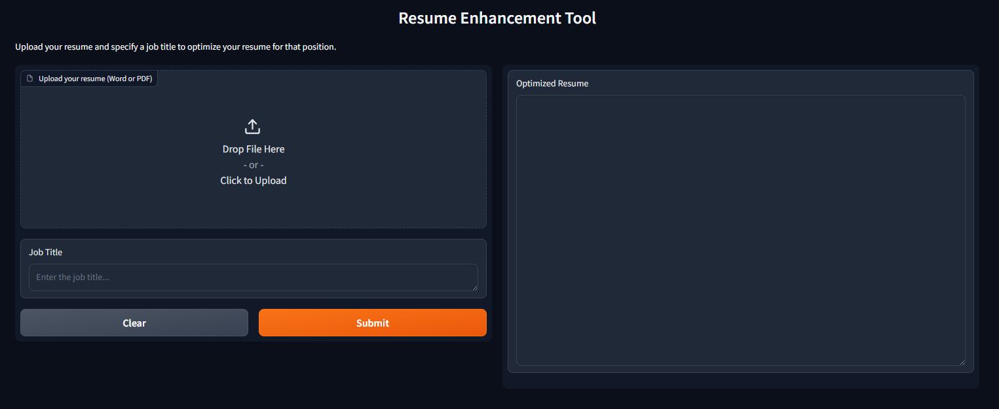 Resume Enhancement Tool
Upload your resume and specify a job title to optimize your resume for that position.
Upload your resume (Word or PDF)
Drop File Here
- or -
Click to Upload
Job Title
Enter the job title...
Clear
Submit
Optimized Resume